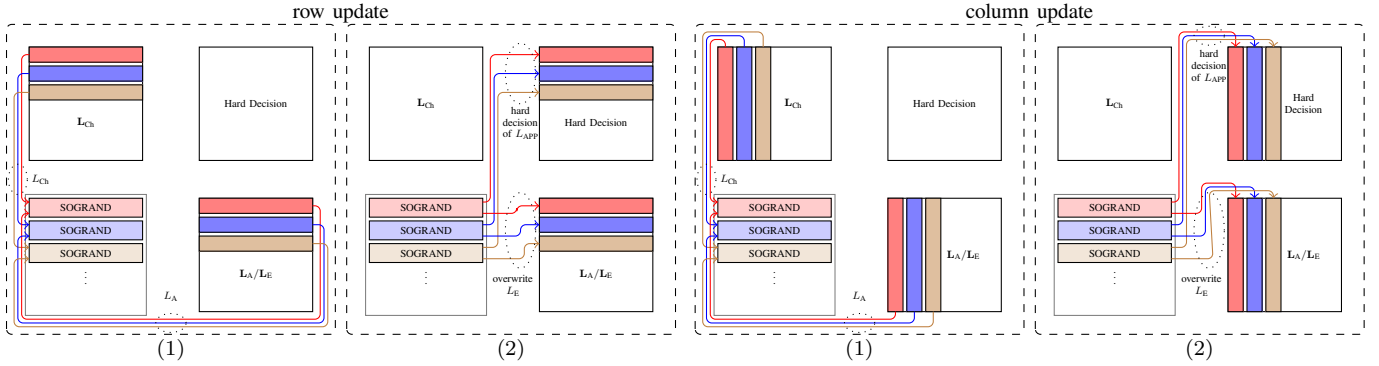 row update
L_Ch
Hard Decision
L_Ch
SOGRAND
SOGRAND
SOGRAND
⋮
L_A/L_E
L_A
(1)
L_Ch
hard
decision
of L_APP
Hard Decision
SOGRAND
SOGRAND
SOGRAND
⋮
overwrite
L_E
L_A/L_E
(2)
column update
L_Ch
Hard Decision
L_Ch
SOGRAND
SOGRAND
SOGRAND
⋮
L_A/L_E
L_A
(1)
L_Ch
hard
decision
of L_APP
Hard
Decision
SOGRAND
SOGRAND
SOGRAND
⋮
overwrite
L_E
L_A/L_E
(2)